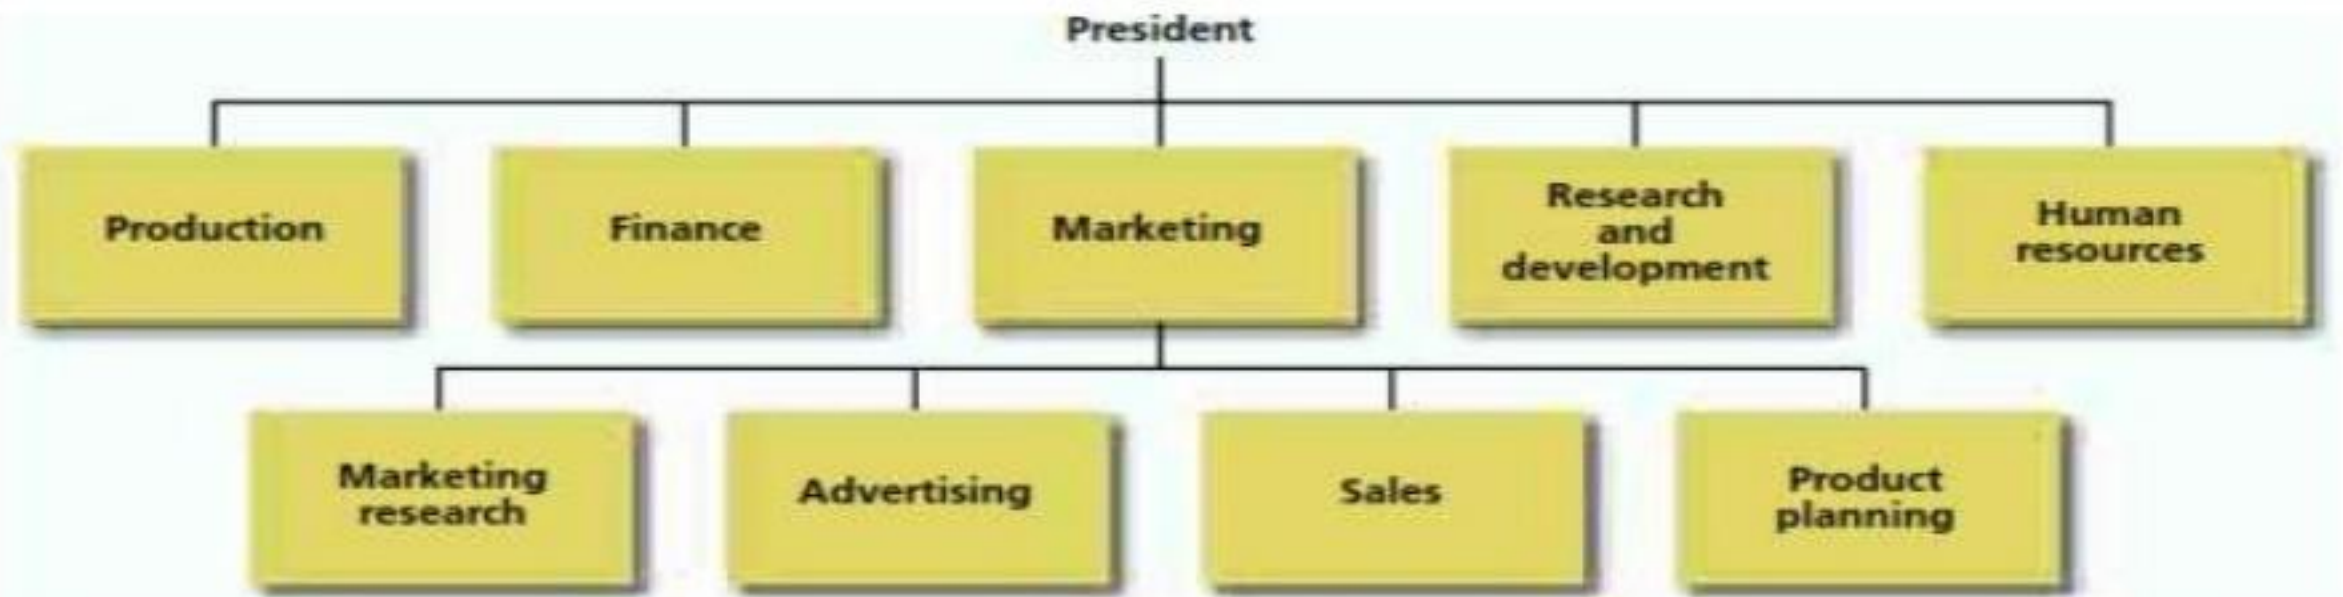 President
Production
Finance
Marketing
Research
and
development
Human
resources
Marketing
research
Advertising
Sales
Product
planning